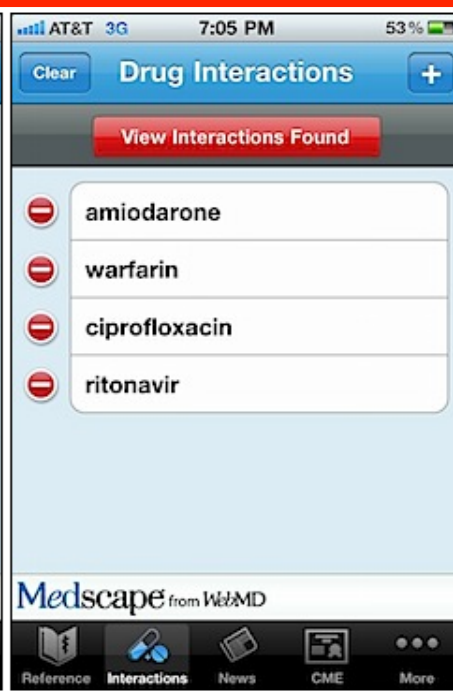 AT&T 3G 7:05 PM 53%
Clear Drug Interactions +
View Interactions Found
amiodarone
warfarin
ciprofloxacin
ritonavir
Medscape from WebMD
Reference Interactions News CME More